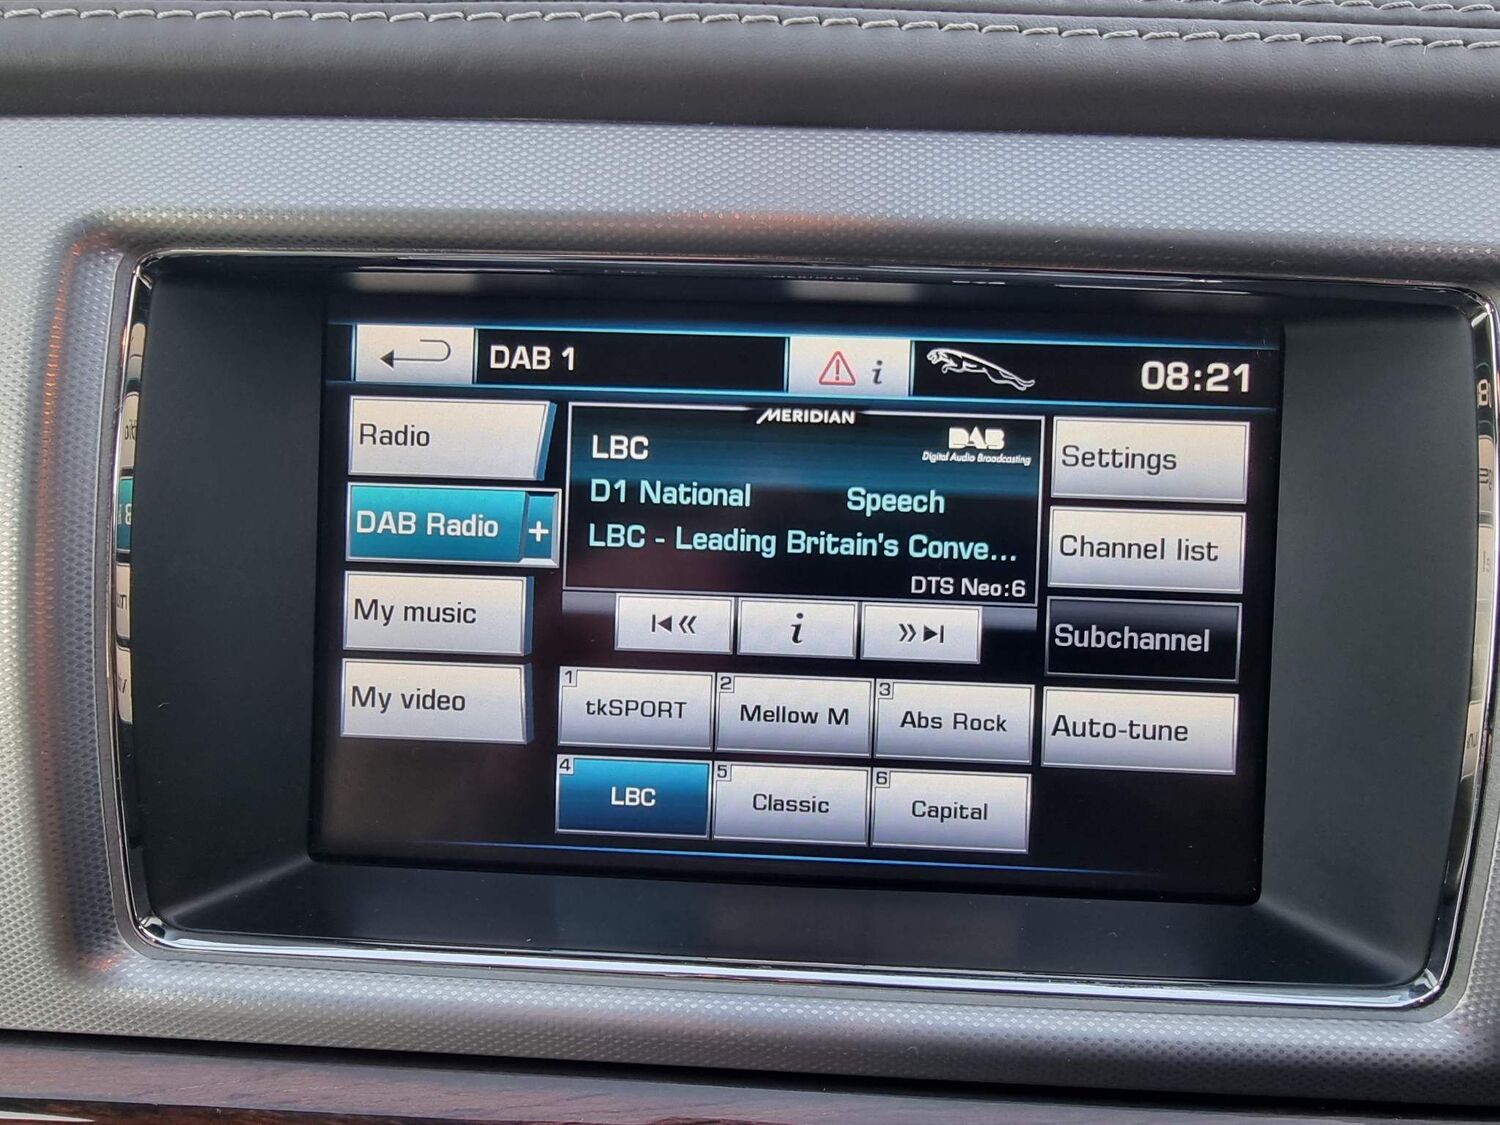 DAB 1
i
08:21
Radio
DAB Radio +
My music
My video
MERIDIAN
LBC
DAB
Digital Audio Broadcasting
D1 National Speech
LBC - Leading Britain's Conve...
DTS Neo:6
i
1 tkSPORT
2 Mellow M
3 Abs Rock
4 LBC
5 Classic
6 Capital
Settings
Channel list
Subchannel
Auto-tune